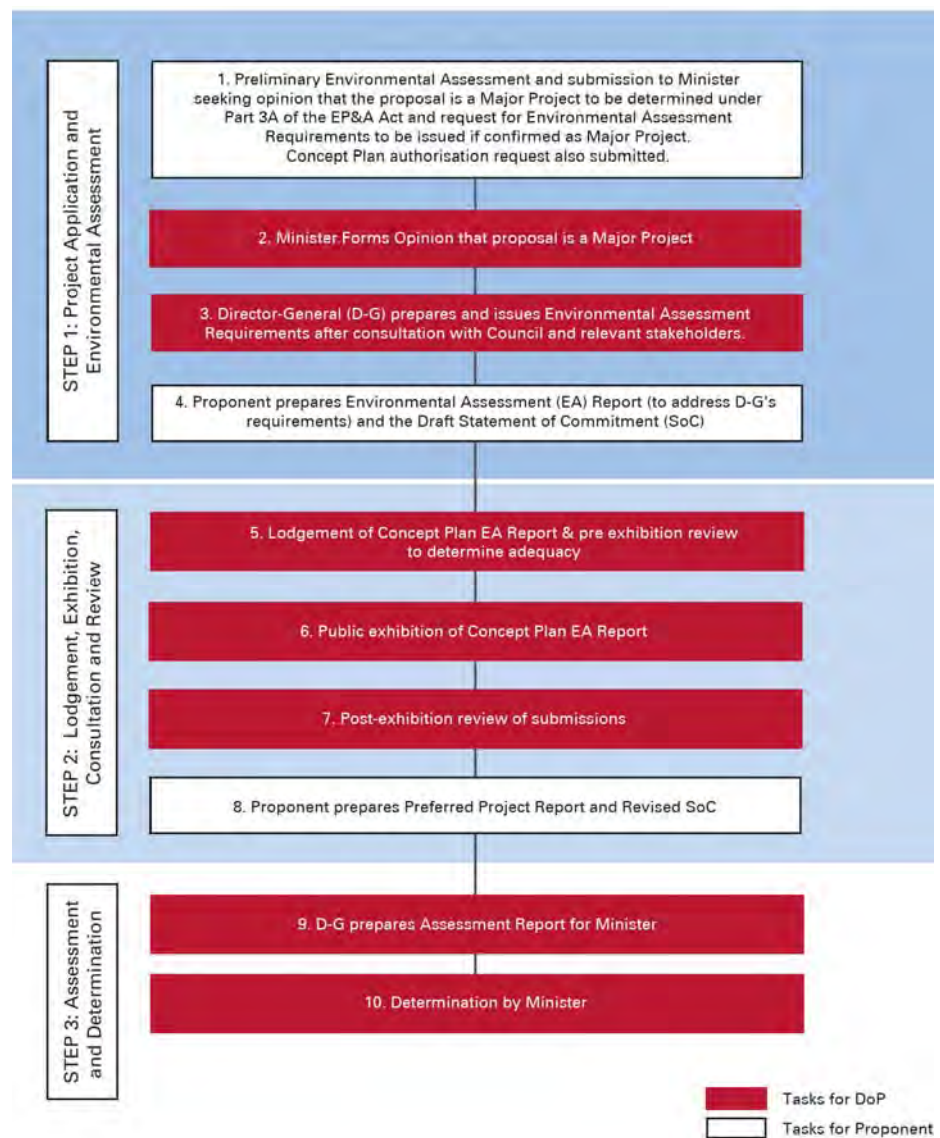 STEP 1: Project Application and
Environmental Assessment
1. Preliminary Environmental Assessment and submission to Minister
seeking opinion that the proposal is a Major Project to be determined under
Part 3A of the EP&A Act and request for Environmental Assessment
Requirements to be issued if confirmed as Major Project.
Concept Plan authorisation request also submitted.
2. Minister Forms Opinion that proposal is a Major Project
3. Director-General (D-G) prepares and issues Environmental Assessment
Requirements after consultation with Council and relevant stakeholders.
4. Proponent prepares Environmental Assessment (EA) Report (to address D-G's
requirements) and the Draft Statement of Commitment (SoC)
STEP 2: Lodgement, Exhibition,
Consultation and Review
5. Lodgement of Concept Plan EA Report & pre exhibition review
to determine adequacy
6. Public exhibition of Concept Plan EA Report
7. Post-exhibition review of submissions
8. Proponent prepares Preferred Project Report and Revised SoC
STEP 3: Assessment
and Determination
9. D-G prepares Assessment Report for Minister
10. Determination by Minister
Tasks for DoP
Tasks for Proponent